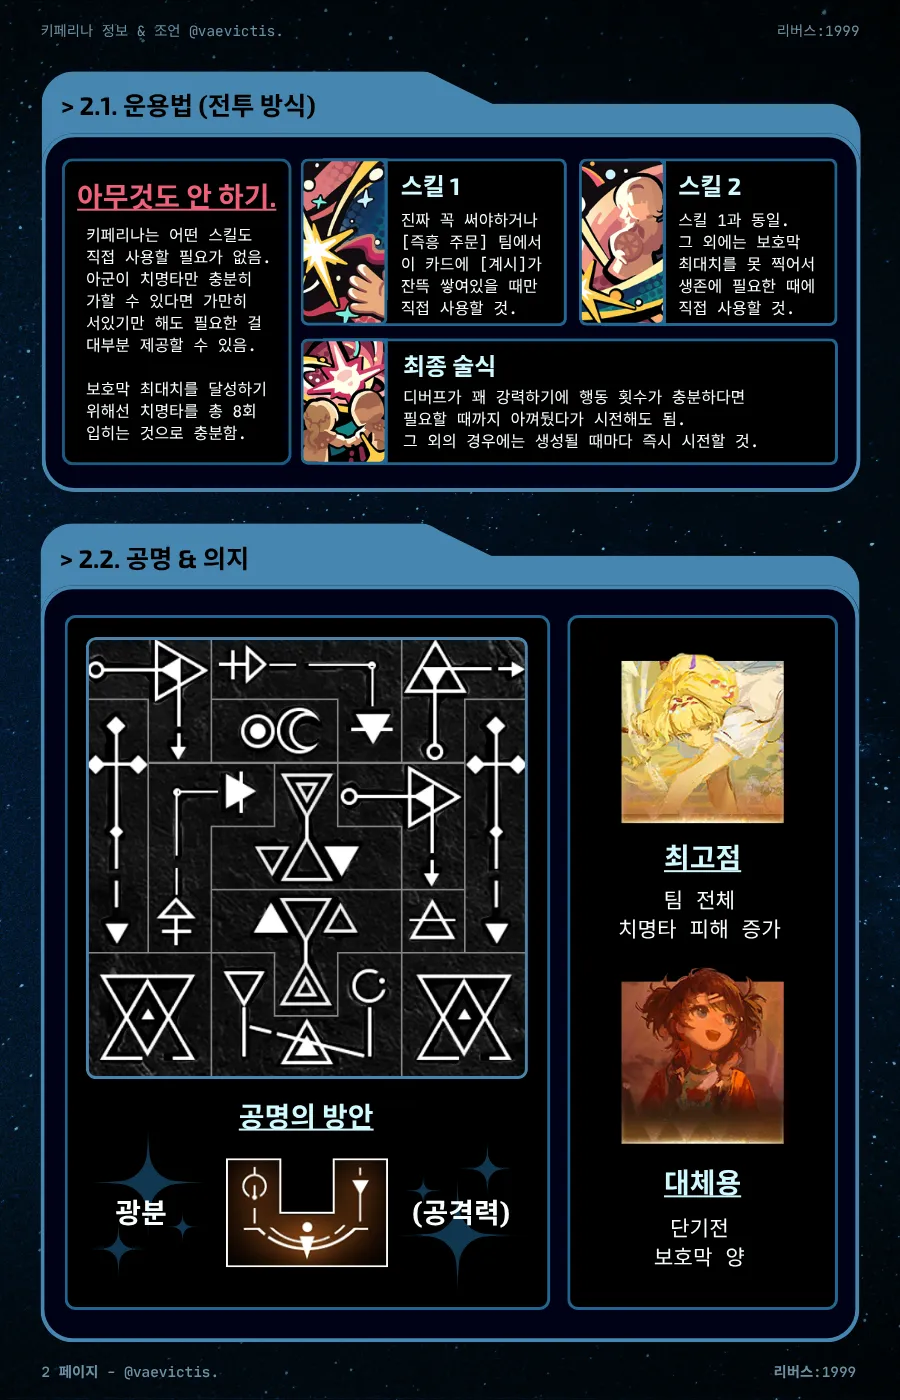 키페리나 정보 & 조언 @vaevictis.
리버스:1999
> 2.1. 운용법 (전투 방식)
아무것도 안 하기.
키페리나는 어떤 스킬도
직접 사용할 필요가 없음.
아군이 치명타만 충분히
가할 수 있다면 가만히
서있기만 해도 필요한 걸
대부분 제공할 수 있음.
보호막 최대치를 달성하기
위해선 치명타를 총 8회
입히는 것으로 충분함.
스킬 1
진짜 꼭 써야하거나
[즉흥 주문] 팀에서
이 카드에 [계시]가
잔뜩 쌓여있을 때만
직접 사용할 것.
스킬 2
스킬 1과 동일.
그 외에는 보호막
최대치를 못 찍어서
생존에 필요한 때에
직접 사용할 것.
최종 술식
디버프가 꽤 강력하기에 행동 횟수가 충분하다면
필요할 때까지 아껴뒀다가 시전해도 됨.
그 외의 경우에는 생성될 때마다 즉시 시전할 것.
> 2.2. 공명 & 의지
공명의 방안
광분
(공격력)
최고점
팀 전체
치명타 피해 증가
대체용
단기전
보호막 양
2 페이지 - @vaevictis.
리버스:1999